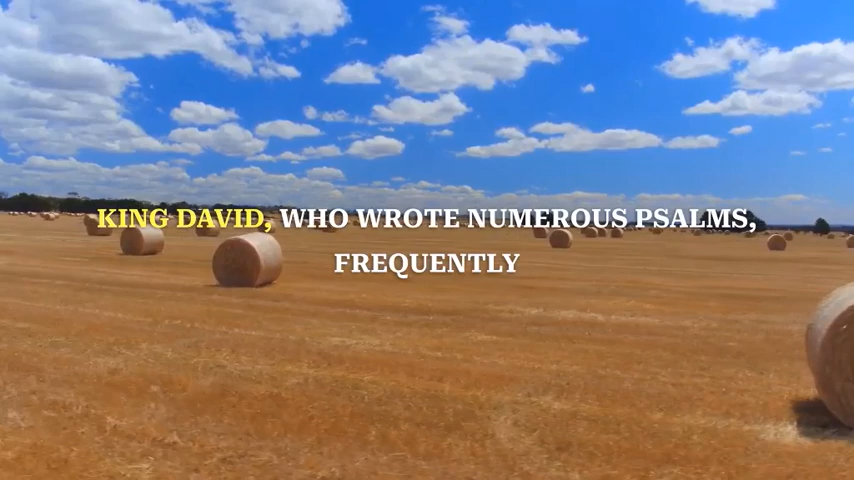 KING DAVID, WHO WROTE NUMEROUS PSALMS,
FREQUENTLY